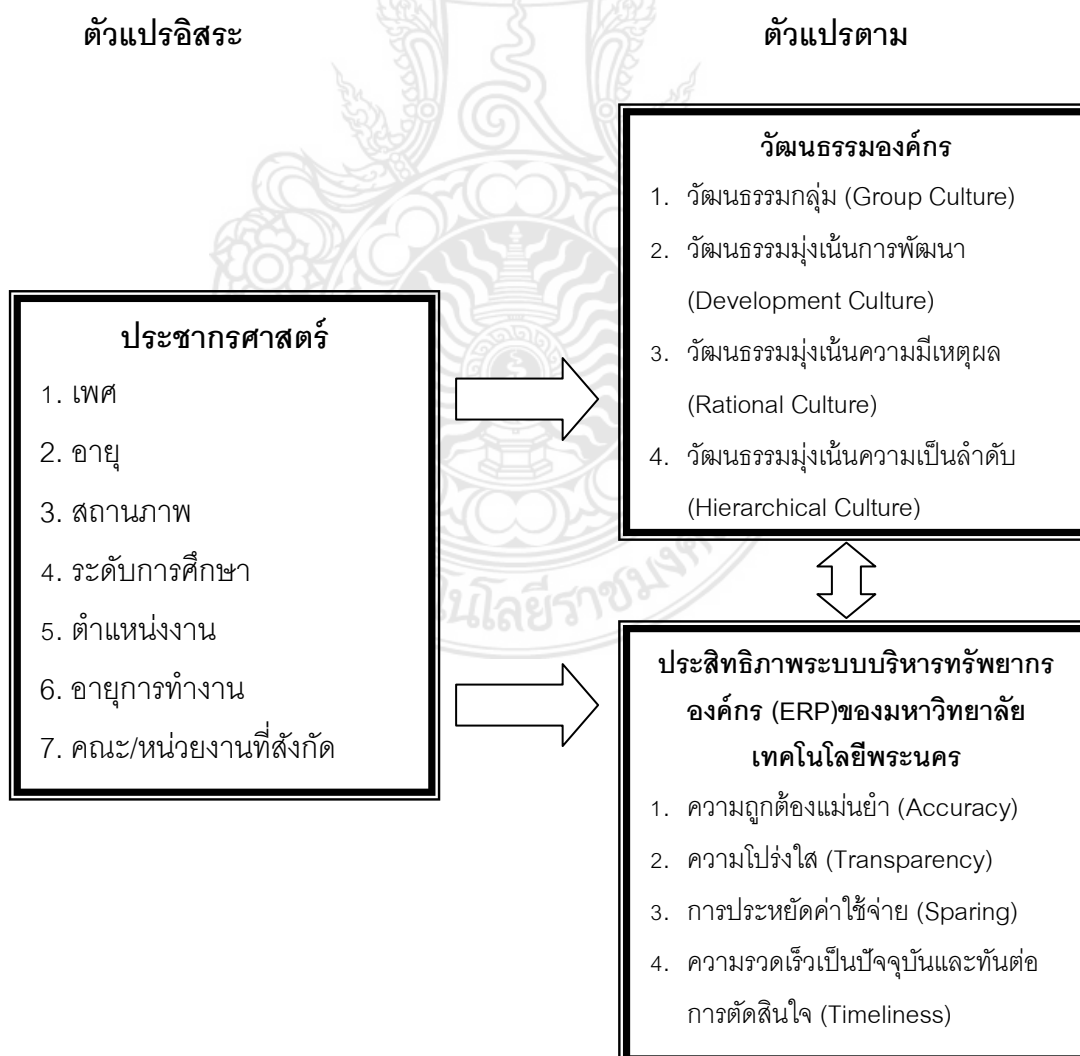 ตัวแปรอิสระ
ตัวแปรตาม
ประชากรศาสตร์
1. เพศ
2. อายุ
3. สถานภาพ
4. ระดับการศึกษา
5. ตำแหน่งงาน
6. อายุการทำงาน
7. คณะ/หน่วยงานที่สังกัด
วัฒนธรรมองค์กร
1. วัฒนธรรมกลุ่ม (Group Culture)
2. วัฒนธรรมมุ่งเน้นการพัฒนา
(Development Culture)
3. วัฒนธรรมมุ่งเน้นความมีเหตุผล
(Rational Culture)
4. วัฒนธรรมมุ่งเน้นความเป็นลำดับ
(Hierarchical Culture)
ประสิทธิภาพระบบบริหารทรัพยากร
องค์กร (ERP)ของมหาวิทยาลัย
เทคโนโลยีพระนคร
1. ความถูกต้องแม่นยำ (Accuracy)
2. ความโปร่งใส (Transparency)
3. การประหยัดค่าใช้จ่าย (Sparing)
4. ความรวดเร็วเป็นปัจจุบันและทันต่อ
การตัดสินใจ (Timeliness)